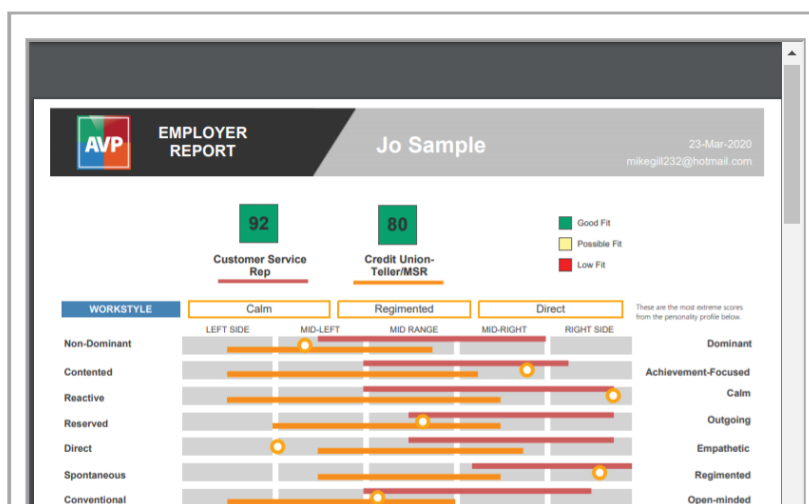 AVP
EMPLOYER
REPORT
Jo Sample
23-Mar-2020
mikegill232@hotmail.com
92
80
Customer Service
Rep
Credit Union-
Teller/MSR
Good Fit
Possible Fit
Low Fit
WORKSTYLE
Calm
Regimented
Direct
These are the most extreme scores
from the personality profile below.
LEFT SIDE MID-LEFT MID RANGE MID-RIGHT RIGHT SIDE
Non-Dominant Dominant
Contented Achievement-Focused
Reactive Calm
Reserved Outgoing
Direct Empathetic
Spontaneous Regimented
Conventional Open-minded